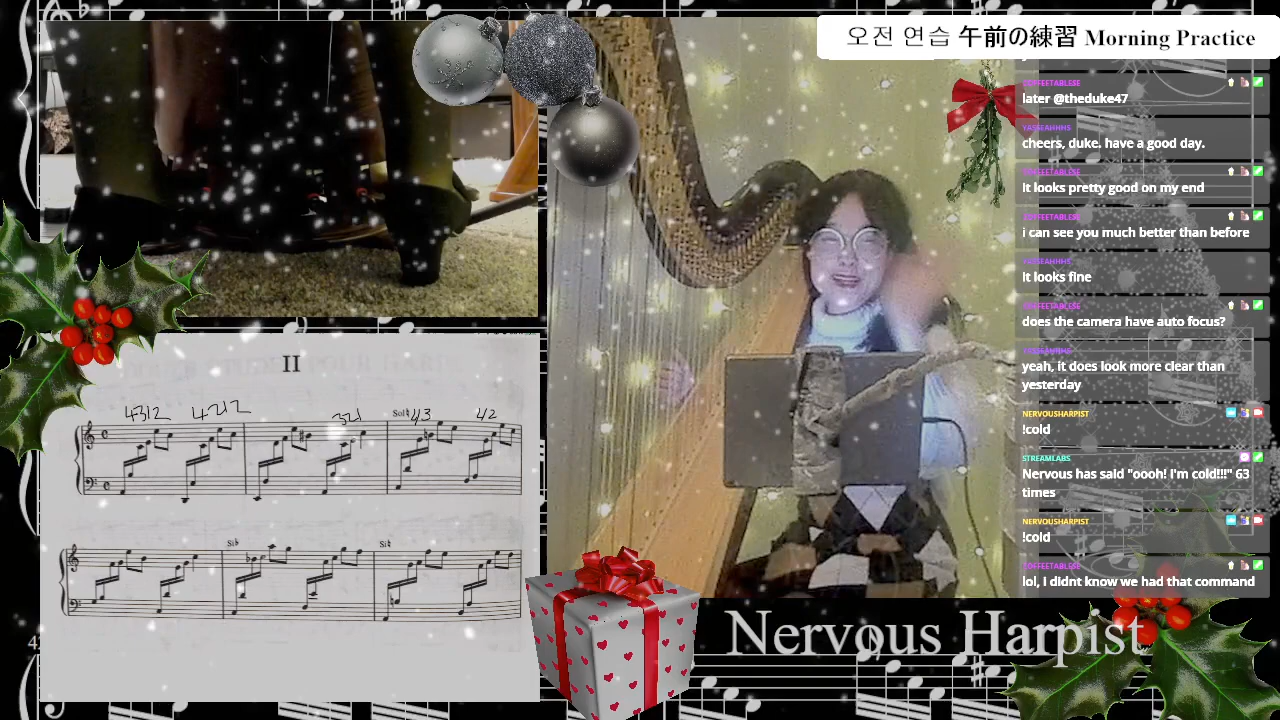 오전 연습 午前の練習 Morning Practice
later @theduke47
YASSEAHHHS
cheers, duke. have a good day.
It looks pretty good on my end
i can see you much better than before
It looks fine
does the camera have auto focus?
yeah, it does look more clear than
yesterday
NERVOUSHARPIST
!cold
STREAMLABS
Nervous has said "oooh! I'm cold!!!" 63
times
NERVOUSHARPIST
!cold
lol, I didnt know we had that command
II
4312 4212 321 Sol♮ 43 42
Si♭ Si♮
Nervous Harpist